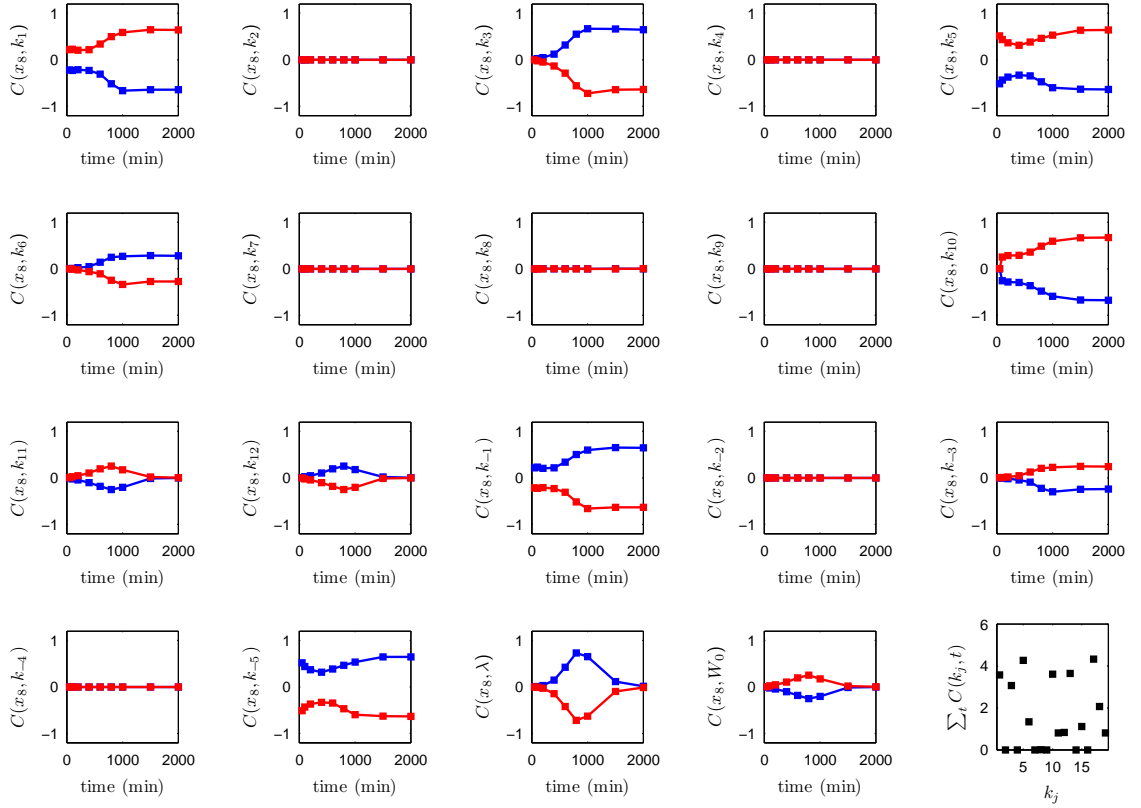 C(x₈, k₁)
1
0
−1
0 1000 2000
time (min)
C(x₈, k₂)
1
0
−1
0 1000 2000
time (min)
C(x₈, k₃)
1
0
−1
0 1000 2000
time (min)
C(x₈, k₄)
1
0
−1
0 1000 2000
time (min)
C(x₈, k₅)
1
0
−1
0 1000 2000
time (min)
C(x₈, k₆)
1
0
−1
0 1000 2000
time (min)
C(x₈, k₇)
1
0
−1
0 1000 2000
time (min)
C(x₈, k₈)
1
0
−1
0 1000 2000
time (min)
C(x₈, k₉)
1
0
−1
0 1000 2000
time (min)
C(x₈, k₁₀)
1
0
−1
0 1000 2000
time (min)
C(x₈, k₁₁)
1
0
−1
0 1000 2000
time (min)
C(x₈, k₁₂)
1
0
−1
0 1000 2000
time (min)
C(x₈, k₋₁)
1
0
−1
0 1000 2000
time (min)
C(x₈, k₋₂)
1
0
−1
0 1000 2000
time (min)
C(x₈, k₋₃)
1
0
−1
0 1000 2000
time (min)
C(x₈, k₋₄)
1
0
−1
0 1000 2000
time (min)
C(x₈, k₋₅)
1
0
−1
0 1000 2000
time (min)
C(x₈, λ)
1
0
−1
0 1000 2000
time (min)
C(x₈, W₀)
1
0
−1
0 1000 2000
time (min)
∑ₜ C(kⱼ, t)
6
4
2
0
5 10 15
kⱼ